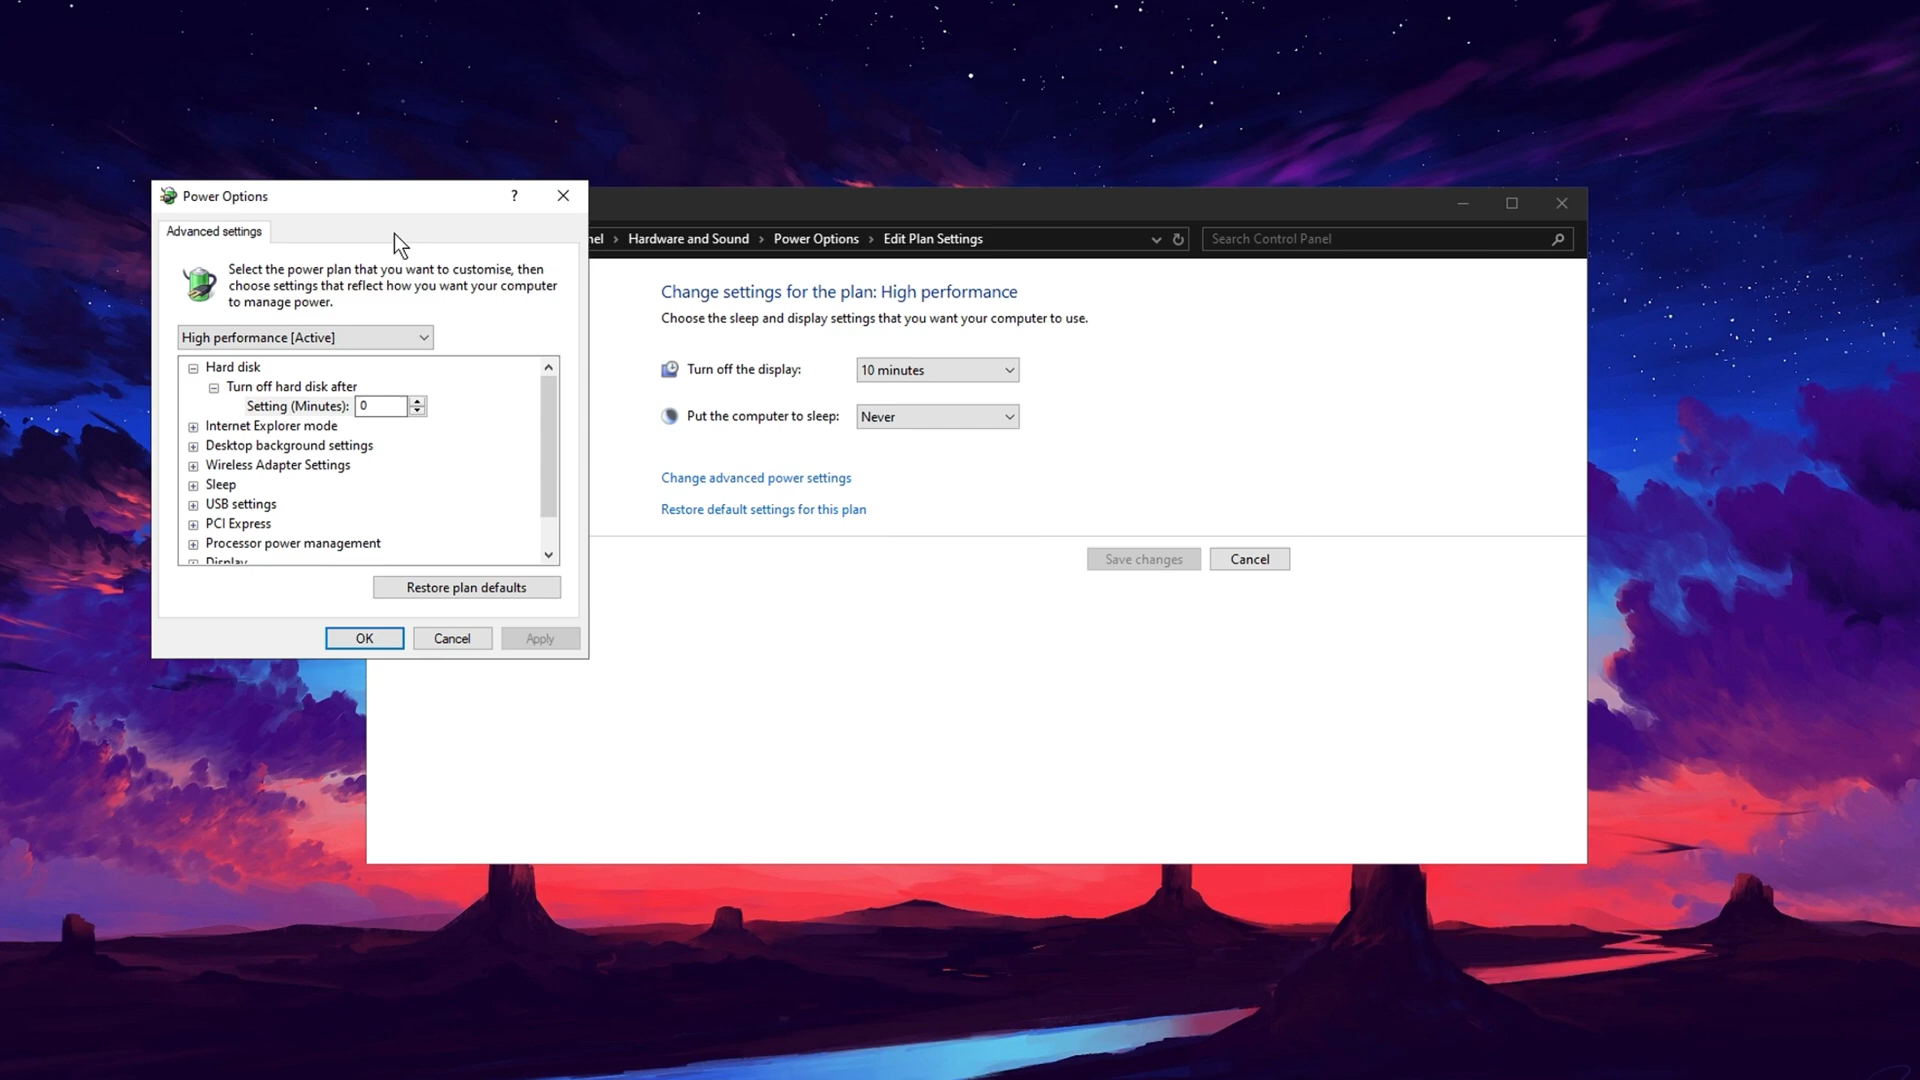 Power Options
?
Advanced settings
Select the power plan that you want to customise, then
choose settings that reflect how you want your computer
to manage power.
High performance [Active]
Hard disk
Turn off hard disk after
Setting (Minutes): 0
Internet Explorer mode
Desktop background settings
Wireless Adapter Settings
Sleep
USB settings
PCI Express
Processor power management
Display
Restore plan defaults
OK Cancel Apply
nel › Hardware and Sound › Power Options › Edit Plan Settings
Search Control Panel
Change settings for the plan: High performance
Choose the sleep and display settings that you want your computer to use.
Turn off the display: 10 minutes
Put the computer to sleep: Never
Change advanced power settings
Restore default settings for this plan
Save changes Cancel